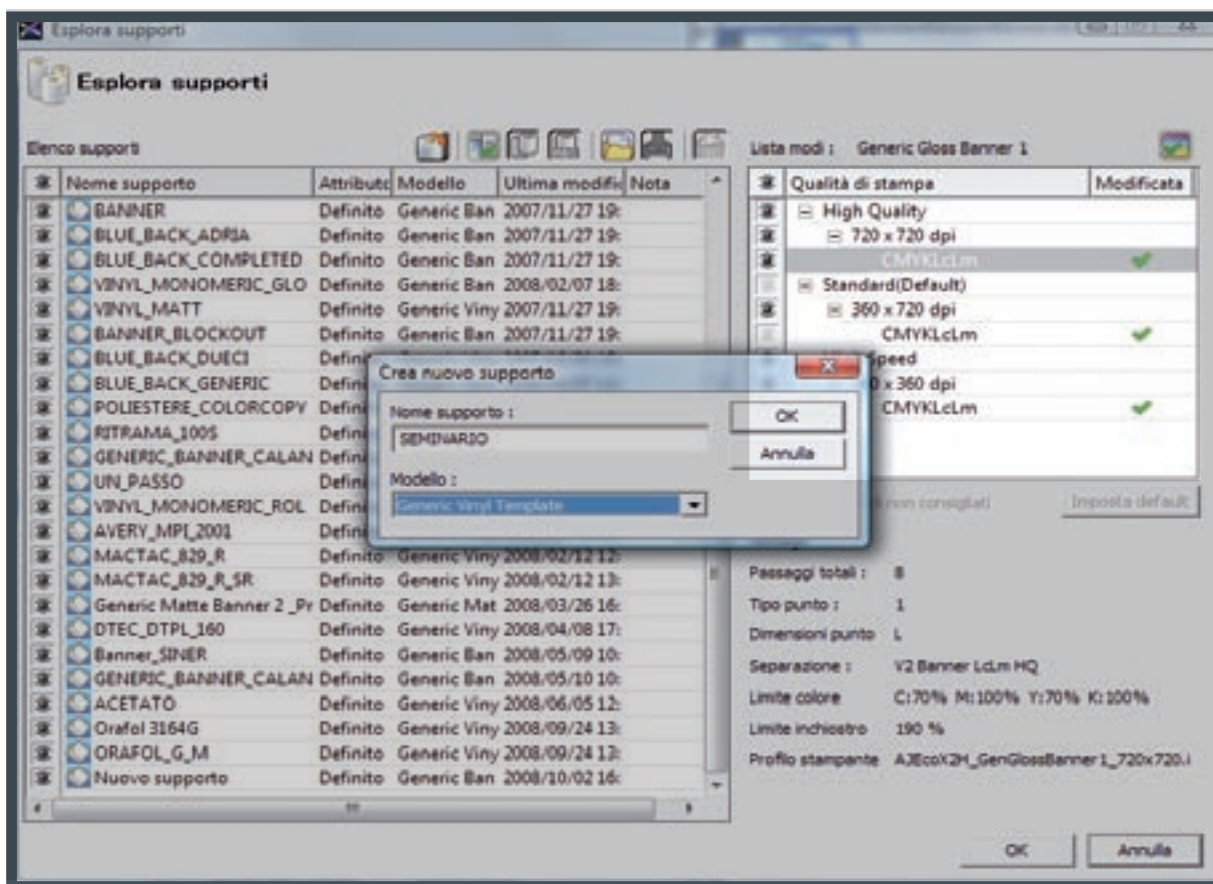 Esplora supporti
Esplora supporti
Elenco supporti
Nome supporto Attributo Modello Ultima modific Nota
BANNER Definito Generic Ban 2007/11/27 19:
BLUE_BACK_ADRIA Definito Generic Ban 2007/11/27 19:
BLUE_BACK_COMPLETED Definito Generic Ban 2007/11/27 19:
VINYL_MONOMERIC_GLO Definito Generic Ban 2008/02/07 18:
VINYL_MATT Definito Generic Viny 2007/11/27 19:
BANNER_BLOCKOUT Definito Generic Ban 2007/11/27 19:
BLUE_BACK_DUECI Defini
BLUE_BACK_GENERIC Defini
POLIESTERE_COLORCOPY Defini
RITRAMA_100S Defini
GENERIC_BANNER_CALAN Defini
UN_PASSO Defini
VINYL_MONOMERIC_ROL Defini
AVERY_MPI_2001 Defini
MACTAC_829_R Definito Generic Viny 2008/02/12 12:
MACTAC_829_R_SR Definito Generic Viny 2008/02/12 13:
Generic Matte Banner 2 _Pr Definito Generic Mat 2008/03/26 16:
DTEC_DTPL_160 Definito Generic Viny 2008/04/08 17:
Banner_SINER Definito Generic Ban 2008/05/09 10:
GENERIC_BANNER_CALAN Definito Generic Ban 2008/05/10 10:
ACETATO Definito Generic Viny 2008/06/05 12:
Orafol 3164G Definito Generic Viny 2008/09/24 13:
ORAFOL_G_M Definito Generic Viny 2008/09/24 13:
Nuovo supporto Definito Generic Ban 2008/10/02 16:
Crea nuovo supporto
Nome supporto :
SEMINARIO
Modello :
Generic Vinyl Template
OK
Annulla
Lista modi : Generic Gloss Banner 1
Qualità di stampa Modificata
High Quality
720 x 720 dpi
CMYKLcLm
Standard(Default)
360 x 720 dpi
CMYKLcLm
peed
0 x 360 dpi
CMYKLcLm
non consigliati Imposta default
Passaggi totali : 8
Tipo punto : 1
Dimensioni punto L
Separazione : V2 Banner LcLm HQ
Limite colore C:70% M:100% Y:70% K:100%
Limite inchiostro 190 %
Profilo stampante AJEcoX2H_GenGlossBanner1_720x720.i
OK Annulla